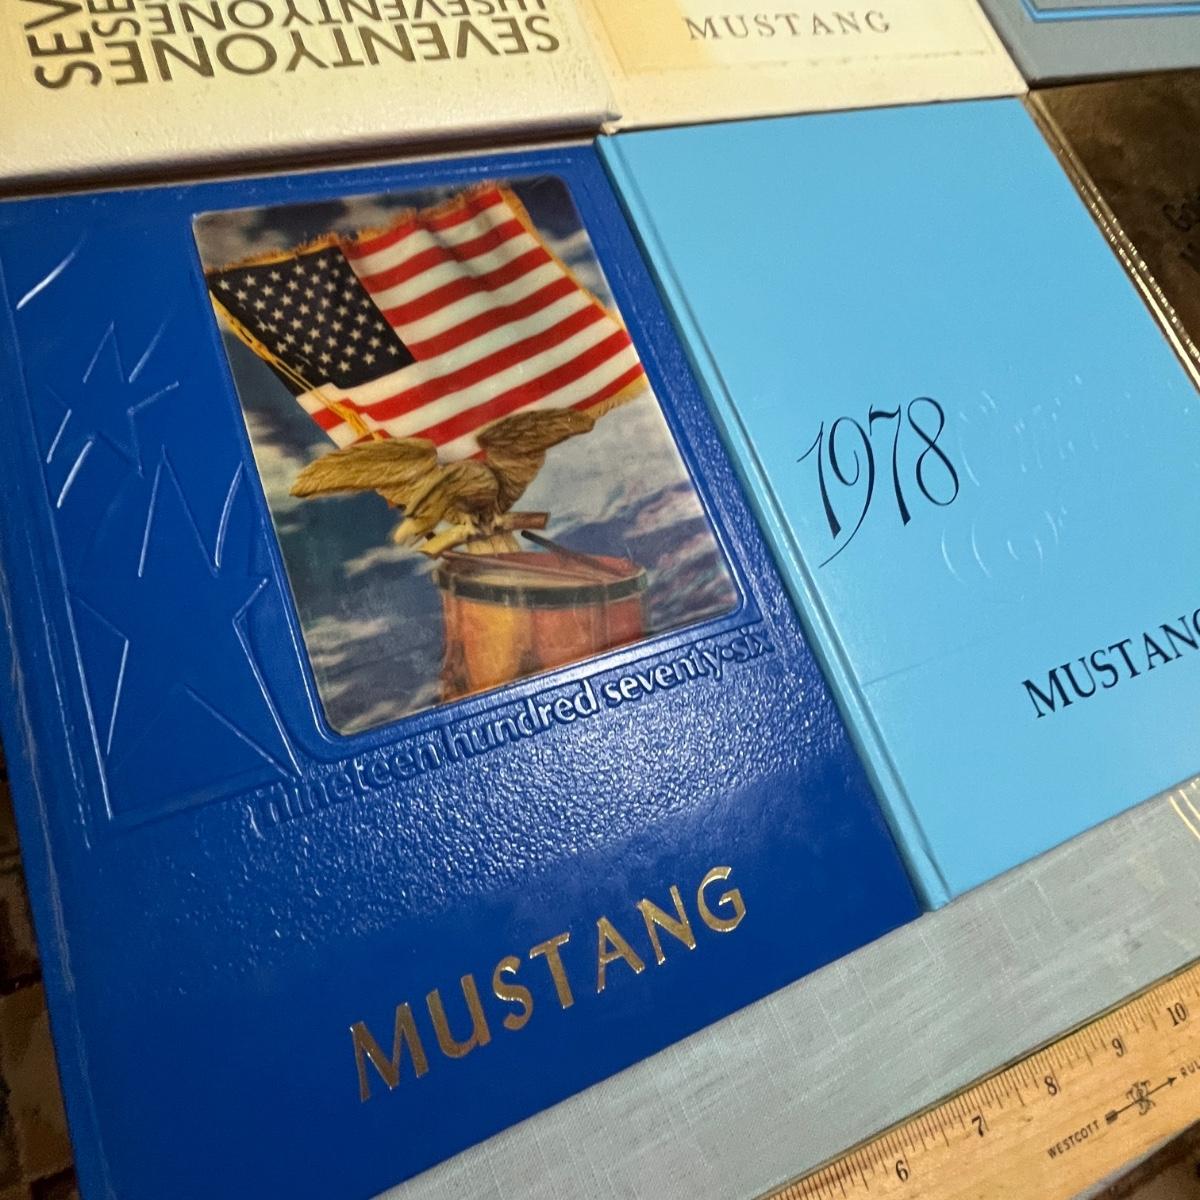 SEVENTYONE
SEVENTYONE
MUSTANG
1978
MUSTANG
nineteen hundred seventy-six
MUSTANG
6 7 8 9 10
WESTCOTT